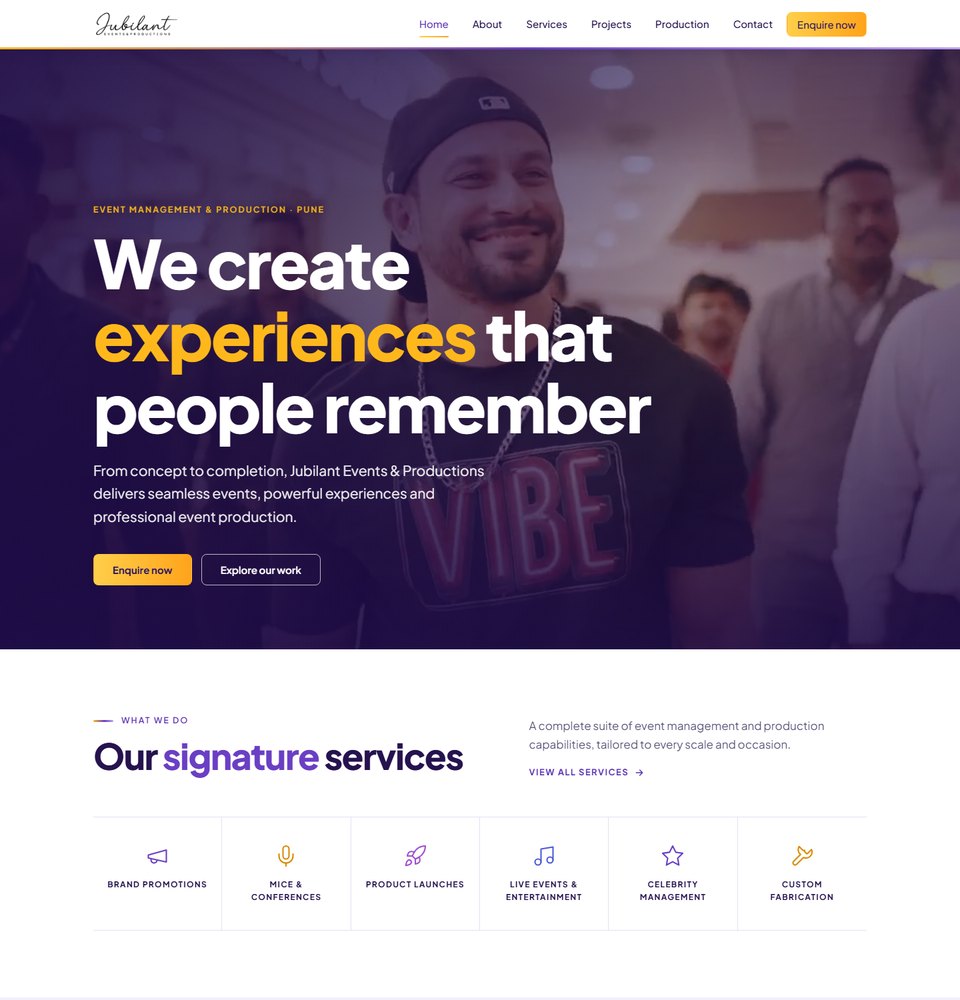 Jubilant
EVENTS&PRODUCTIONS
Home
About
Services
Projects
Production
Contact
Enquire now
EVENT MANAGEMENT & PRODUCTION · PUNE
We create
experiences that
people remember
From concept to completion, Jubilant Events & Productions
delivers seamless events, powerful experiences and
professional event production.
VIBE
Enquire now
Explore our work
WHAT WE DO
Our signature services
A complete suite of event management and production
capabilities, tailored to every scale and occasion.
VIEW ALL SERVICES →
BRAND PROMOTIONS
MICE &
CONFERENCES
PRODUCT LAUNCHES
LIVE EVENTS &
ENTERTAINMENT
CELEBRITY
MANAGEMENT
CUSTOM
FABRICATION